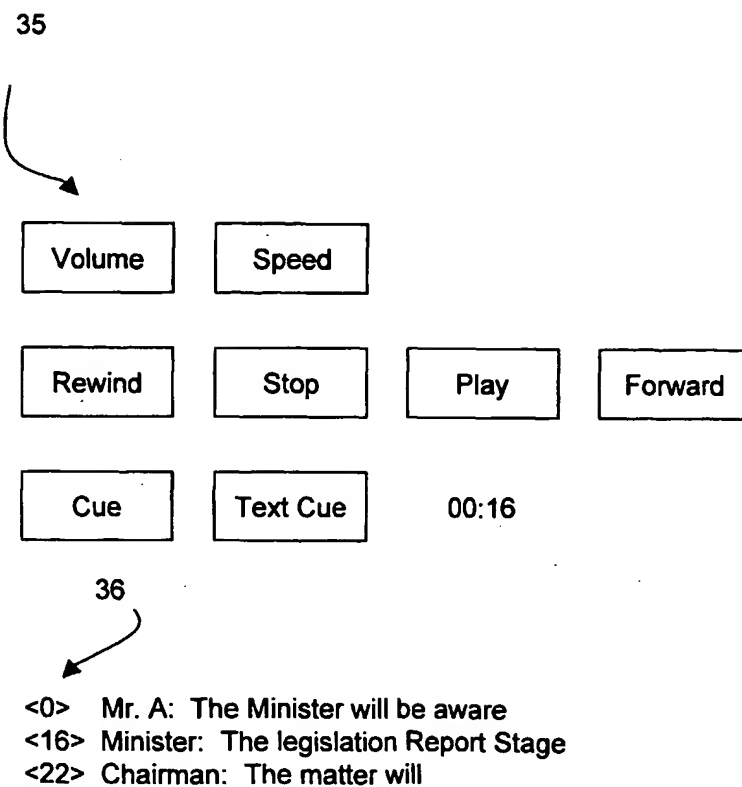 35
Volume Speed
Rewind Stop Play Forward
Cue Text Cue 00:16
36
<0> Mr. A: The Minister will be aware
<16> Minister: The legislation Report Stage
<22> Chairman: The matter will